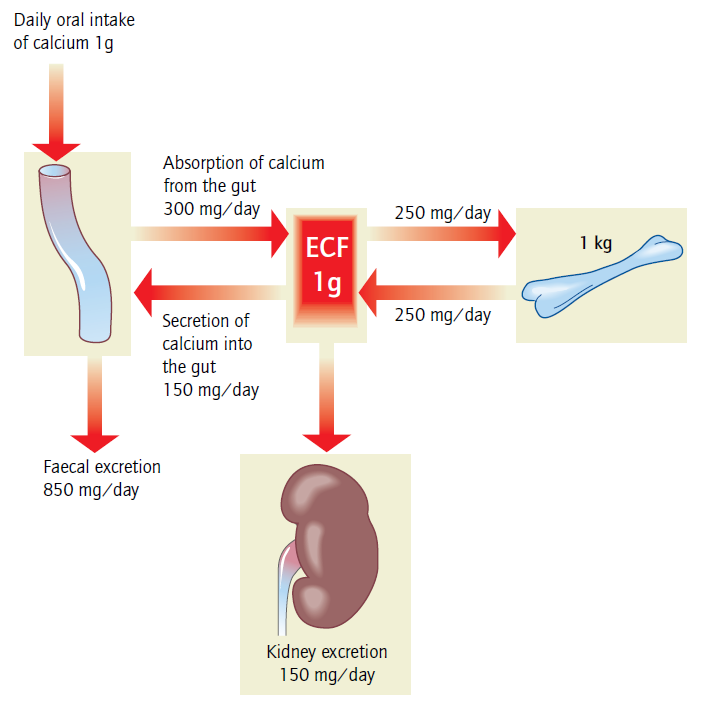 Daily oral intake
of calcium 1g
Absorption of calcium
from the gut
300 mg/day
250 mg/day
1 kg
ECF
1g
250 mg/day
Secretion of
calcium into
the gut
150 mg/day
Faecal excretion
850 mg/day
Kidney excretion
150 mg/day